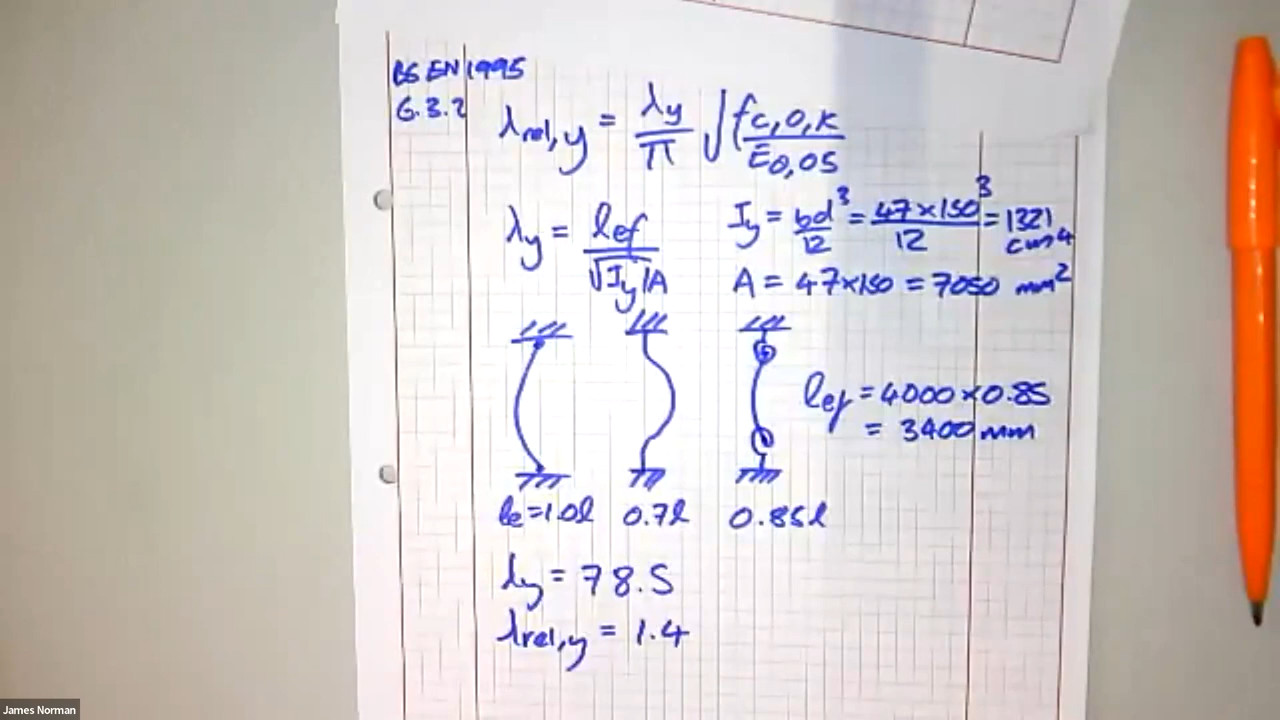 BS EN 1995
6.3.2
λrel,y = λy/π √(fc,0,k/E0,05)
λy = lef/√(Iy/A)
Iy = bd³/12 = 47×150³/12 = 1321 cm4
A = 47×150 = 7050 mm²
lef = 4000×0.85
= 3400 mm
le=1.0l 0.7l 0.85l
λy = 78.5
λrel,y = 1.4
James Norman